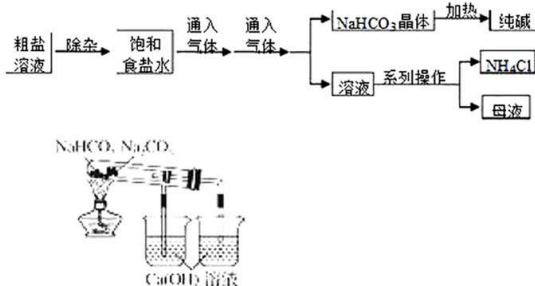 粗盐
溶液
除杂
饱和
食盐水
通入
气体
通入
气体
NaHCO₃晶体
加热
纯碱
溶液
系列操作
NH₄Cl
母液
NaHCO₃ Na₂CO₃
Ca(OH)₂溶液